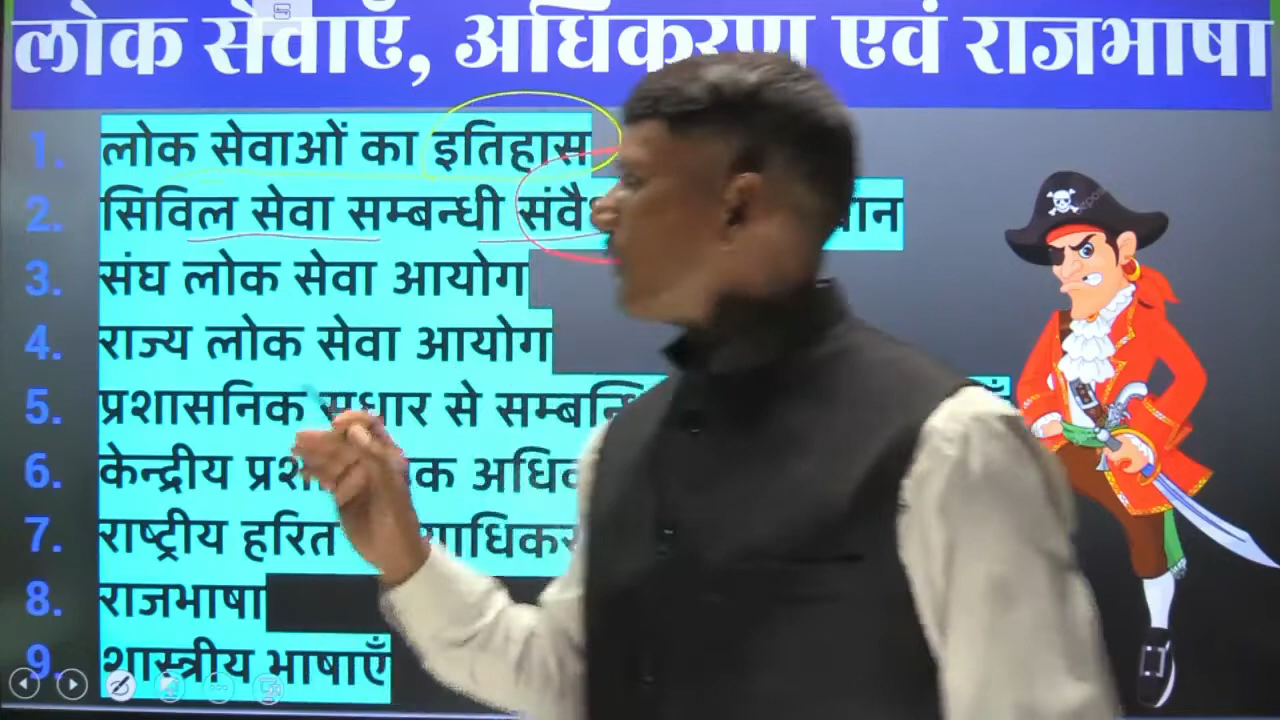 लोक सेवाएँ, अधिकरण एवं राजभाषा
1. लोक सेवाओं का इतिहास
2. सिविल सेवा सम्बन्धी
3. संघ लोक सेवा आयोग
4. राज्य लोक सेवा आयोग
5. प्रशासनिक सुधार से
6. केन्द्रीय
7. राष्ट्रीय हरित
8. राजभाषा
9. शास्त्रीय भाषाएँ